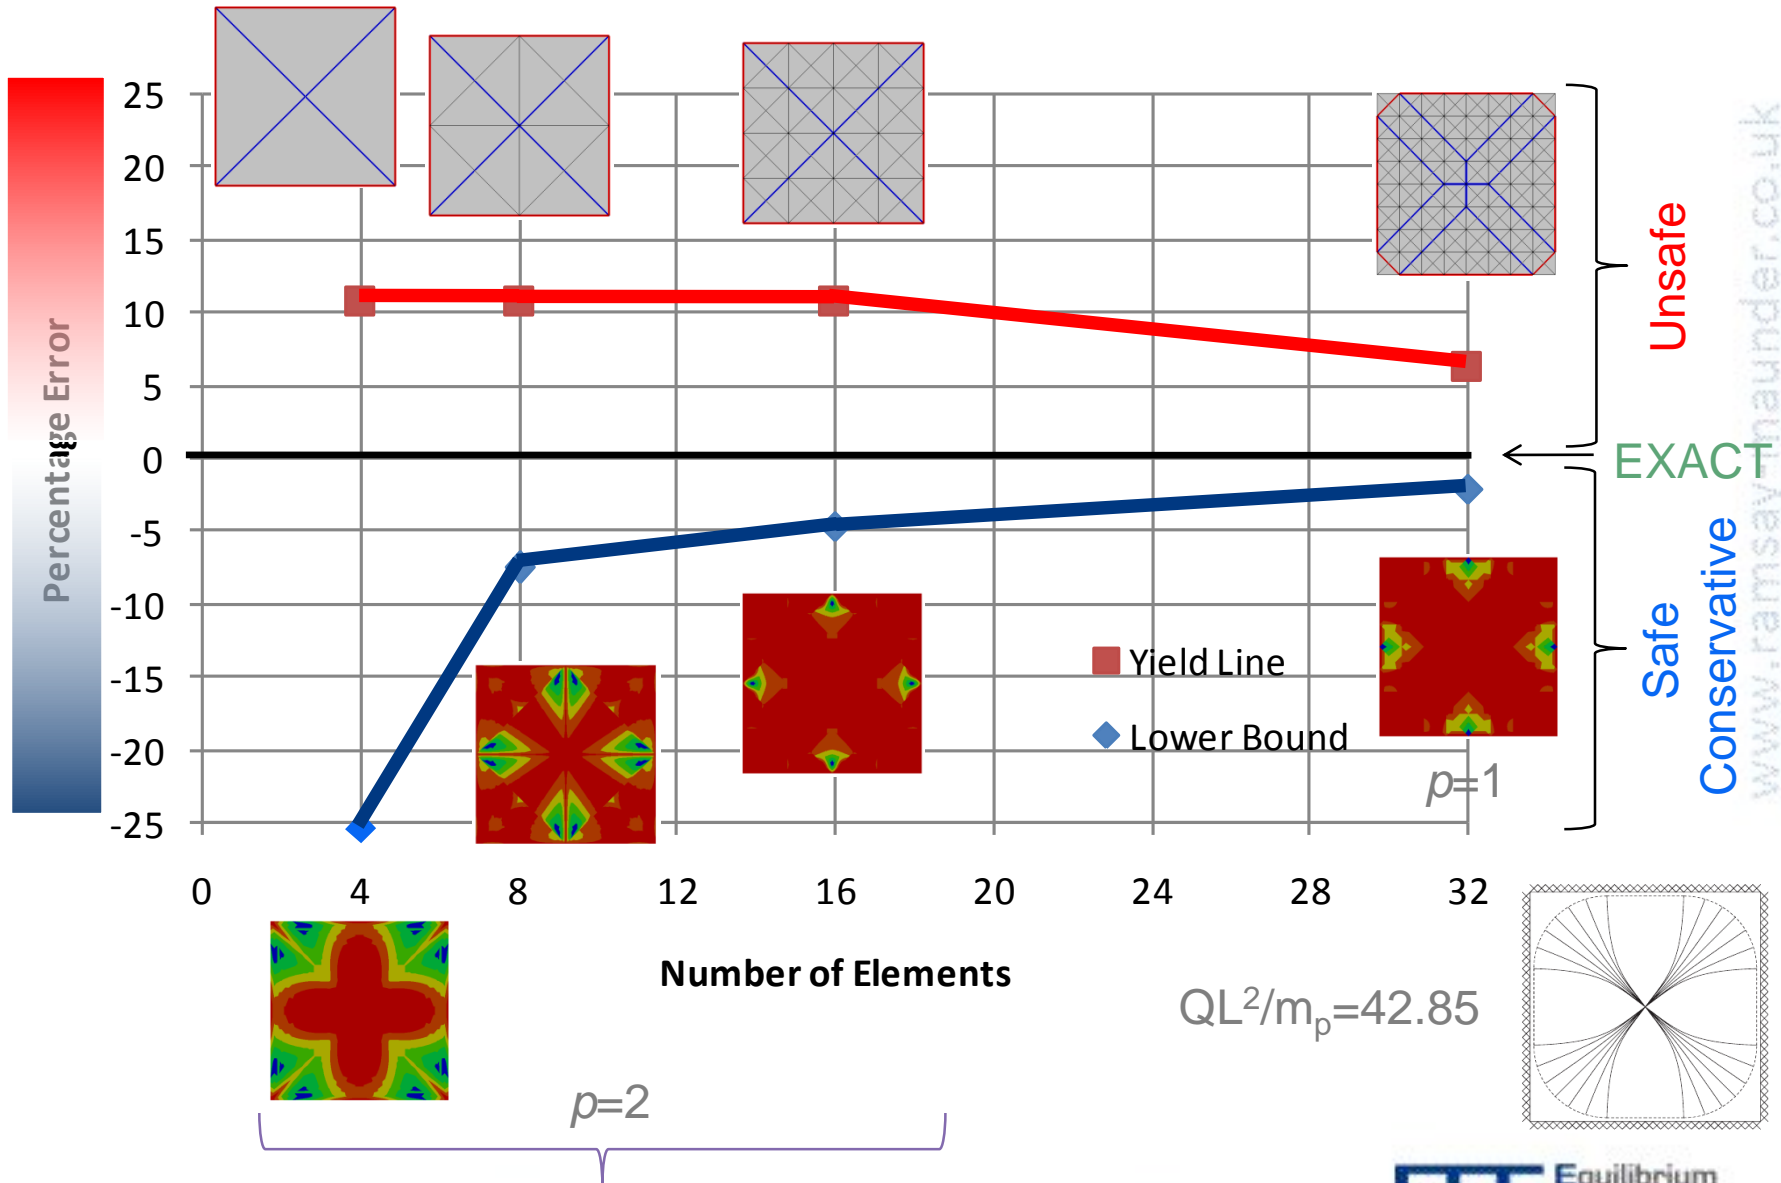 25
20
15
10
5
0
-5
-10
-15
-20
-25
Percentage Error
0 4 8 12 16 20 24 28 32
Number of Elements
Yield Line
Lower Bound
p=1
p=2
QL²/mₚ=42.85
Unsafe
EXACT
Safe
Conservative
www.ramsay-maunder.co.uk
Equilibrium